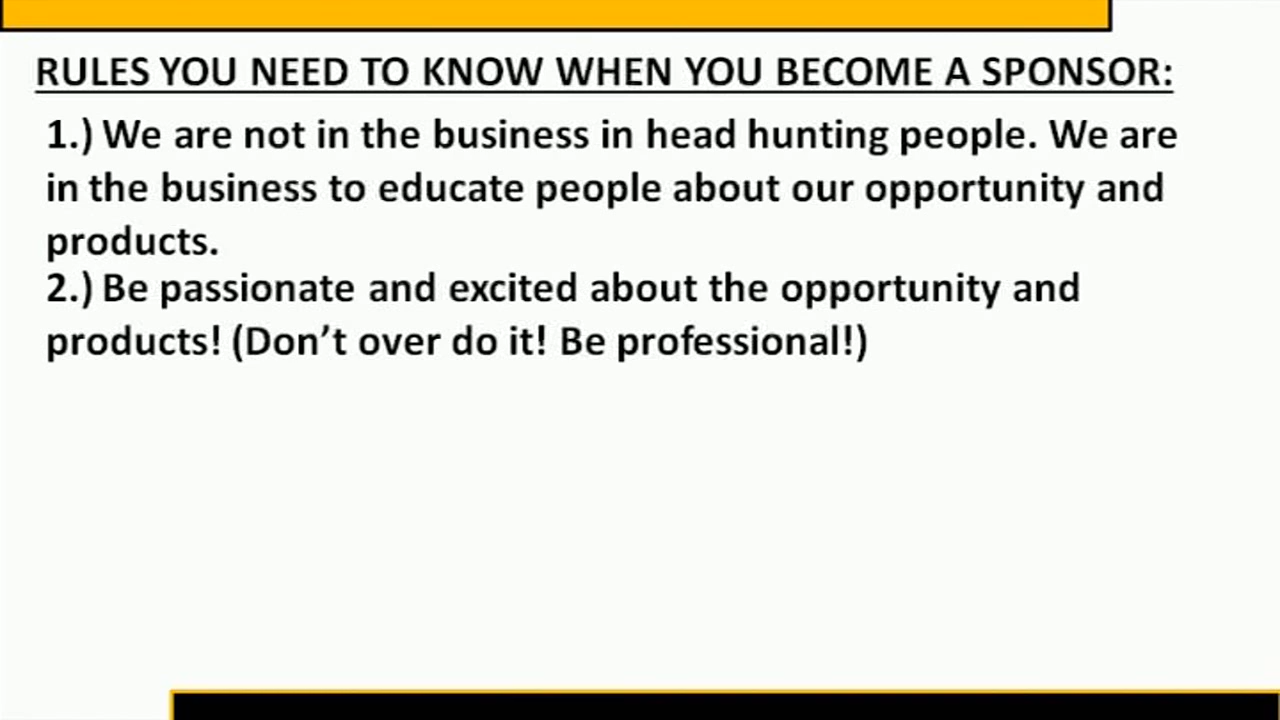 RULES YOU NEED TO KNOW WHEN YOU BECOME A SPONSOR:
1.) We are not in the business in head hunting people. We are
in the business to educate people about our opportunity and
products.
2.) Be passionate and excited about the opportunity and
products! (Don’t over do it! Be professional!)